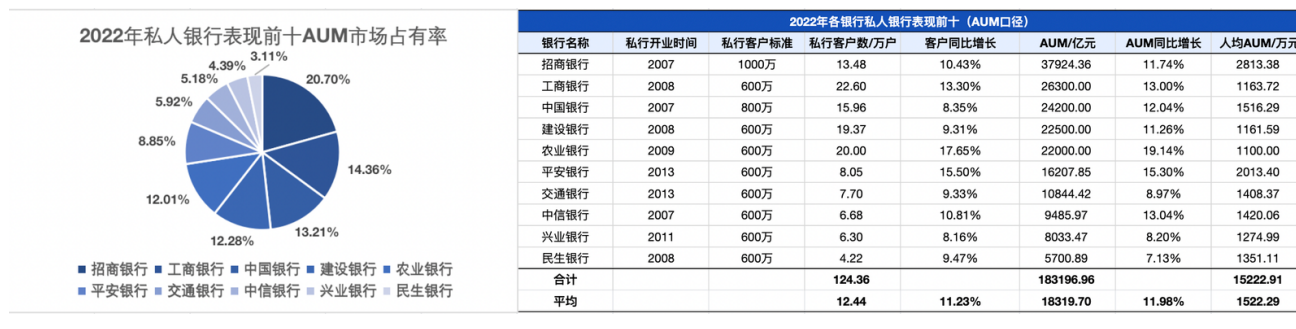 2022年私人银行表现前十AUM市场占有率
3.11%
4.39%
5.18%
20.70%
5.92%
8.85%
14.36%
12.01%
12.28%
13.21%
招商银行 工商银行 中国银行 建设银行 农业银行
平安银行 交通银行 中信银行 兴业银行 民生银行
2022年各银行私人银行表现前十（AUM口径）
银行名称 私行开业时间 私行客户标准 私行客户数/万户 客户同比增长 AUM/亿元 AUM同比增长 人均AUM/万元
招商银行 2007 1000万 13.48 10.43% 37924.36 11.74% 2813.38
工商银行 2008 600万 22.60 13.30% 26300.00 13.00% 1163.72
中国银行 2007 800万 15.96 8.35% 24200.00 12.04% 1516.29
建设银行 2008 600万 19.37 9.31% 22500.00 11.26% 1161.59
农业银行 2009 600万 20.00 17.65% 22000.00 19.14% 1100.00
平安银行 2013 600万 8.05 15.50% 16207.85 15.30% 2013.40
交通银行 2013 600万 7.70 9.33% 10844.42 8.97% 1408.37
中信银行 2007 600万 6.68 10.81% 9485.97 13.04% 1420.06
兴业银行 2011 600万 6.30 8.16% 8033.47 8.20% 1274.99
民生银行 2008 600万 4.22 9.47% 5700.89 7.13% 1351.11
合计 124.36 183196.96 15222.91
平均 12.44 11.23% 18319.70 11.98% 1522.29